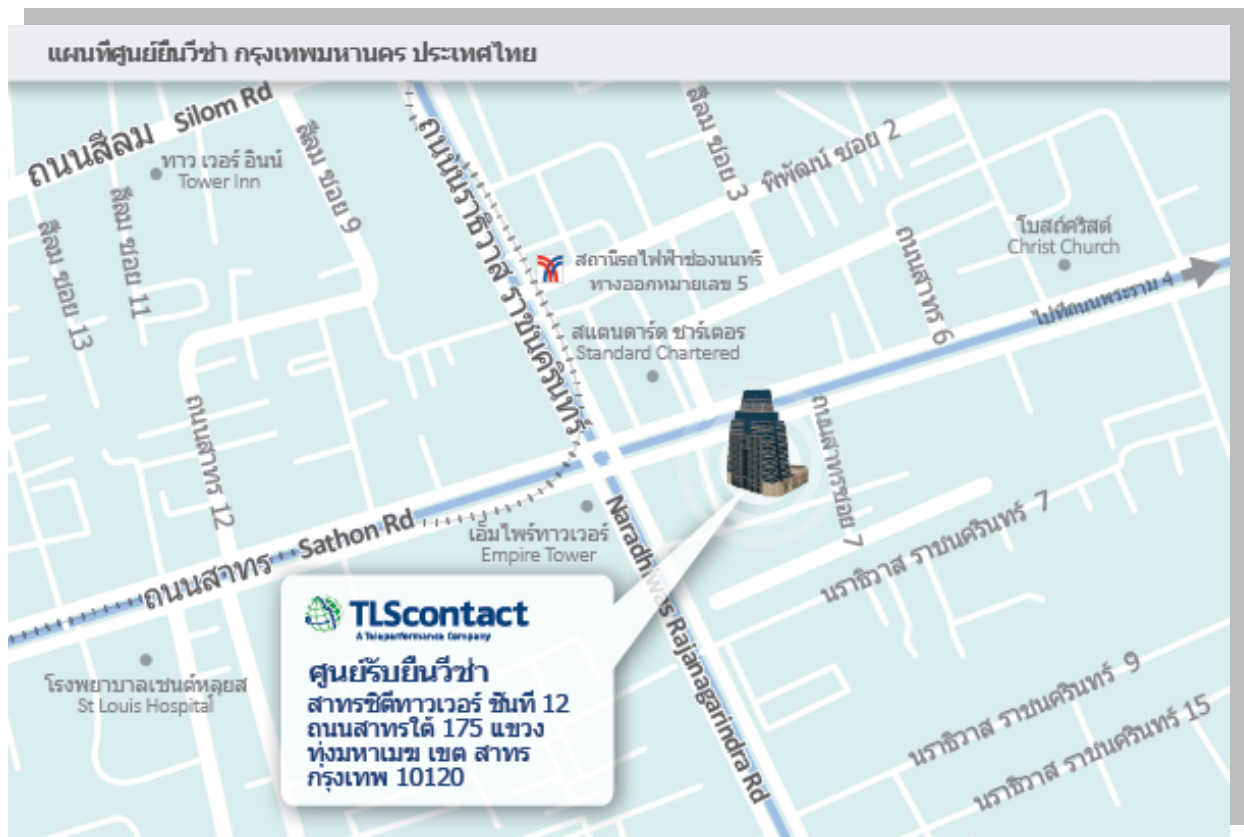 แผนที่ศูนย์ยื่นวีซ่า กรุงเทพมหานคร ประเทศไทย
ถนนสีลม Silom Rd
ทาว เวอร์ อินน์
Tower Inn
สีลม ซอย 9
สีลม ซอย 11
สีลม ซอย 13
ถนนนราธิวาส ราชนครินทร์
สีลม ซอย 3
พิพัฒน์ ซอย 2
โบสถ์คริสต์
Christ Church
สถานีรถไฟฟ้าช่องนนทรี
ทางออกหมายเลข 5
ถนนสาทร 6
ไปที่ถนนพระราม 4
สแตนดาร์ด ชาร์เตอร
Standard Chartered
ถนนสาทร 12
ถนนสาทรซอย 7
เอ็มไพร์ทาวเวอร์
Empire Tower
ถนนสาทร Sathon Rd
Naradhiwas Rajanagarindra Rd
นราธิวาส ราชนครินทร์ 7
โรงพยาบาลเซนต์หลุยส
St Louis Hospital
TLScontact
A Teleperformance Company
ศูนย์รับยื่นวีซ่า
สาทรซิตี้ทาวเวอร์ ชั้นที่ 12
ถนนสาทรใต้ 175 แขวง
ทุ่งมหาเมฆ เขต สาทร
กรุงเทพ 10120
นราธิวาส ราชนครินทร์ 9
นราธิวาส ราชนครินทร์ 15